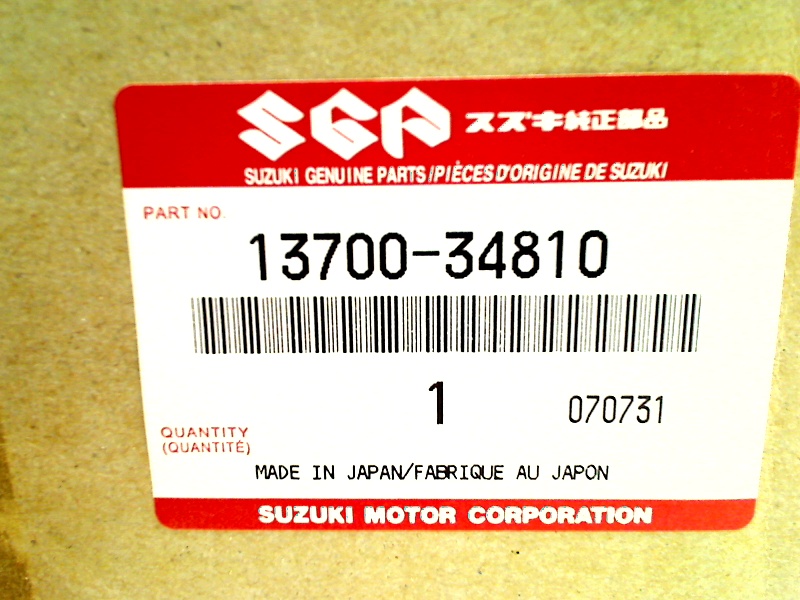 SGP スズキ純正部品
SUZUKI GENUINE PARTS/PIÈCES D'ORIGINE DE SUZUKI
PART NO.
13700-34810
1 070731
QUANTITY
(QUANTITÉ)
MADE IN JAPAN/FABRIQUE AU JAPON
SUZUKI MOTOR CORPORATION